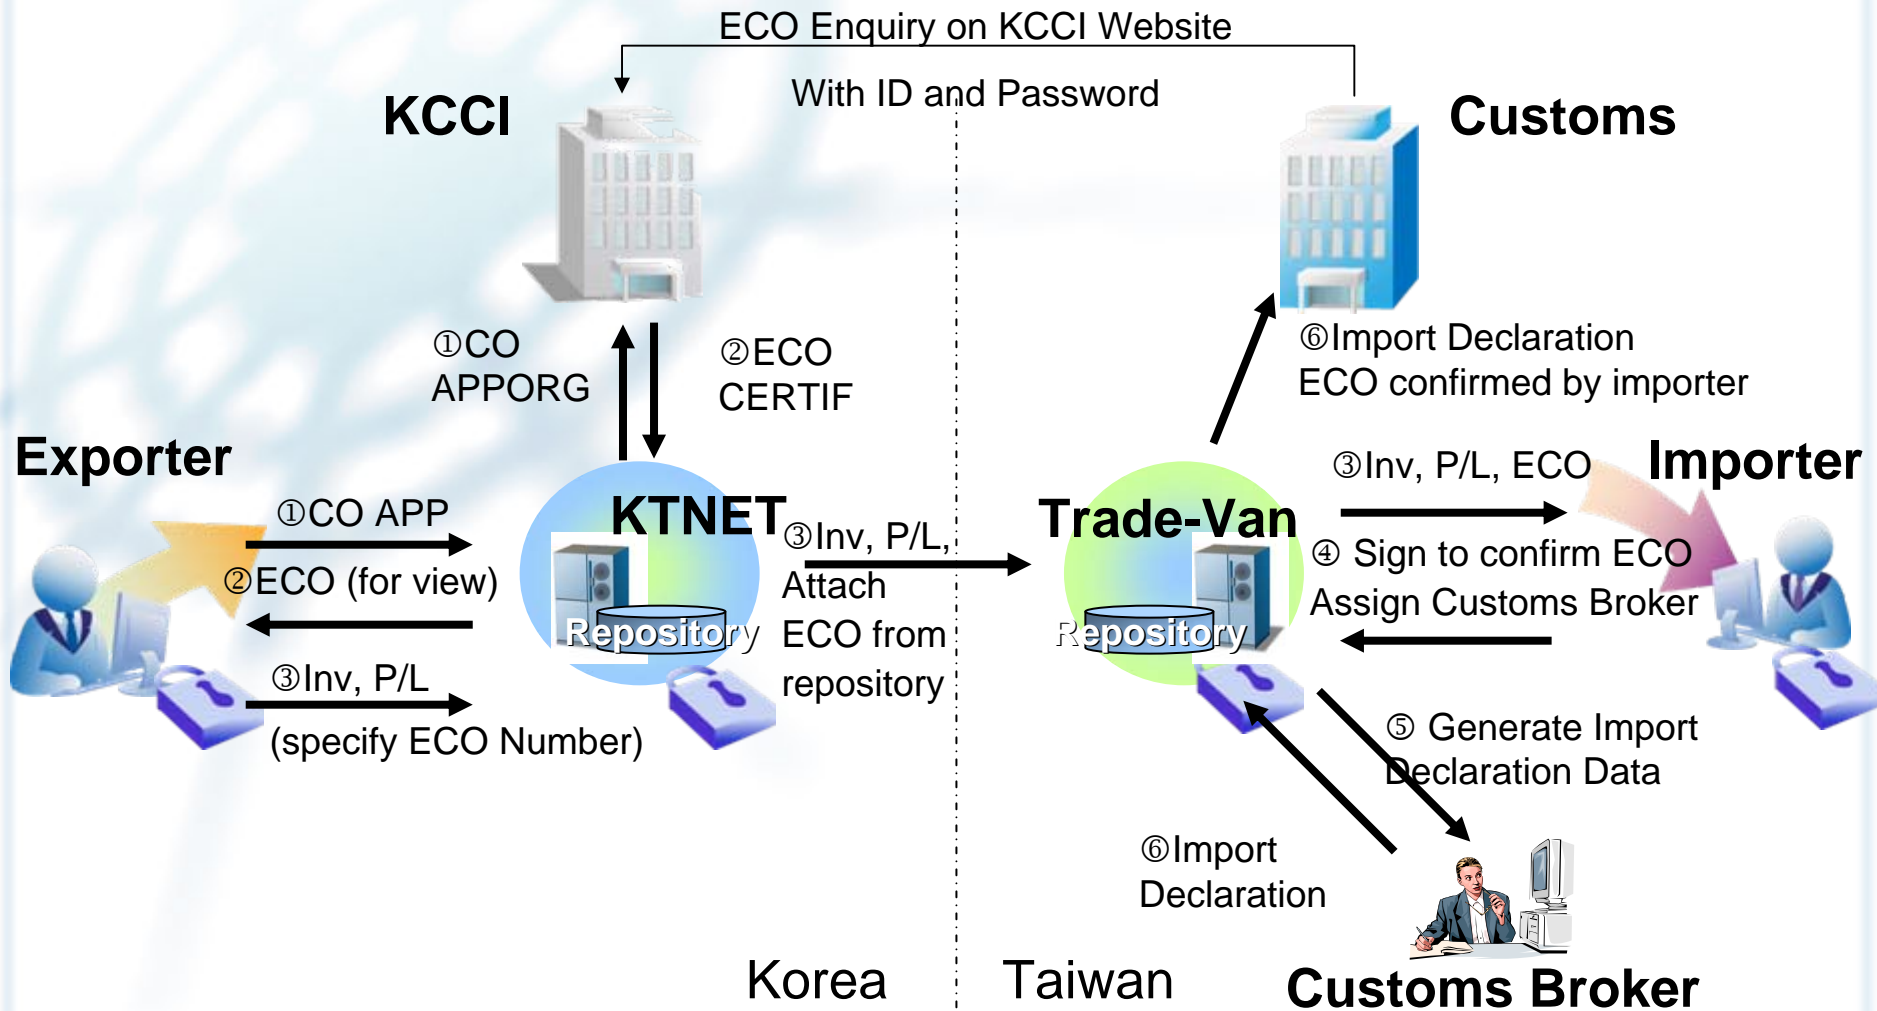 ECO Enquiry on KCCI Website
With ID and Password
KCCI
Customs
①CO
APPORG
②ECO
CERTIF
⑥Import Declaration
ECO confirmed by importer
Exporter
①CO APP
②ECO (for view)
③Inv, P/L
(specify ECO Number)
KTNET
Repository
③Inv, P/L,
Attach
ECO from
repository
Trade-Van
Repository
③Inv, P/L, ECO
Importer
④ Sign to confirm ECO
Assign Customs Broker
⑤ Generate Import
Declaration Data
⑥Import
Declaration
Korea
Taiwan
Customs Broker